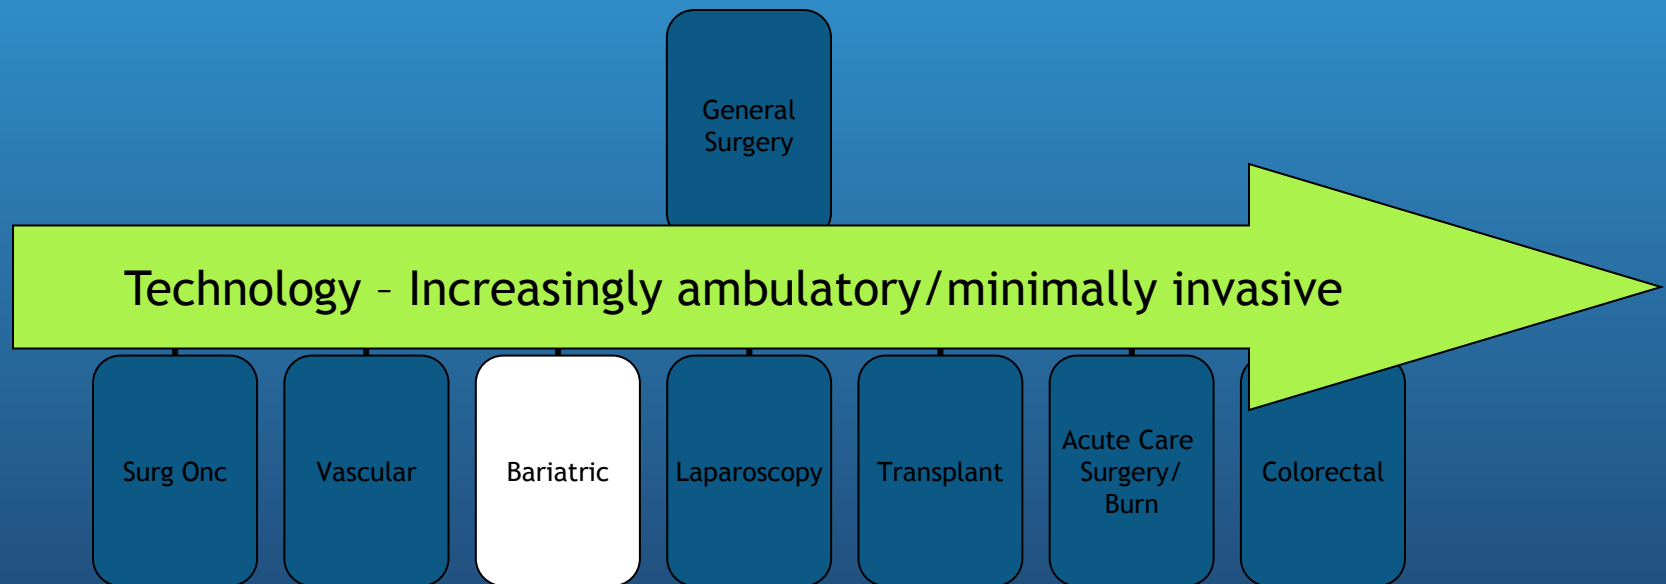 General
Surgery
Technology – Increasingly ambulatory/minimally invasive
Surg Onc
Vascular
Bariatric
Laparoscopy
Transplant
Acute Care
Surgery/
Burn
Colorectal